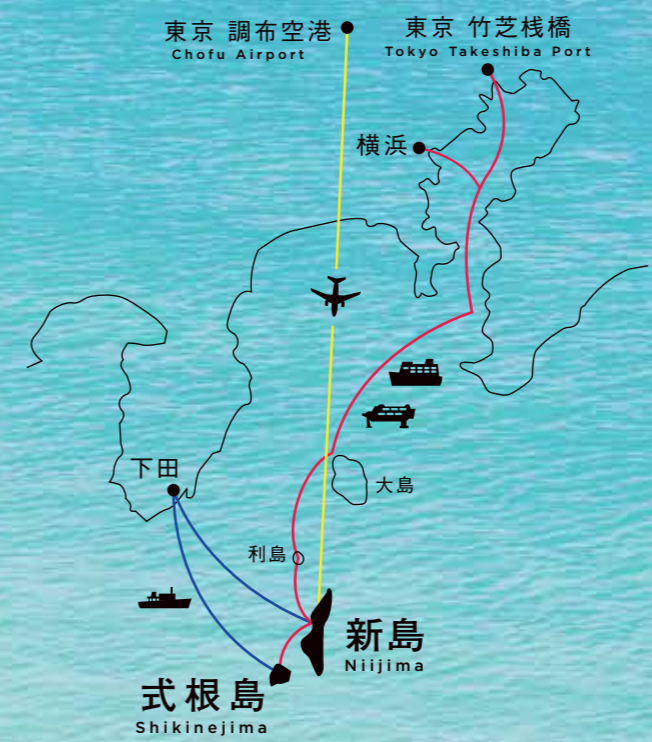 東京 調布空港
Chofu Airport
東京 竹芝桟橋
Tokyo Takeshiba Port
横浜
下田
大島
利島
新島
Niijima
式根島
Shikinejima